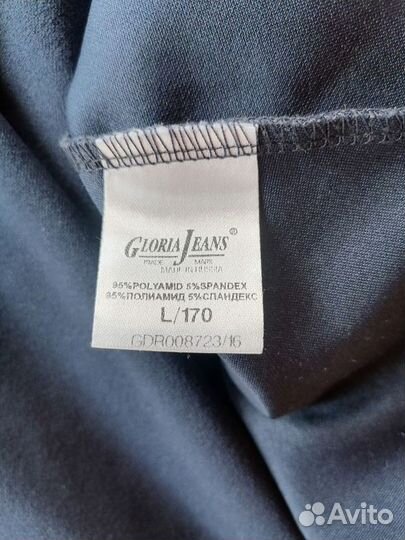 GLORIA JEANS®
TRADE MARK
MADE IN RUSSIA
95%POLYAMID 5%SPANDEX
95%ПОЛИАМИД 5%СПАНДЕКС
L/170
GDR008723/16
Avito